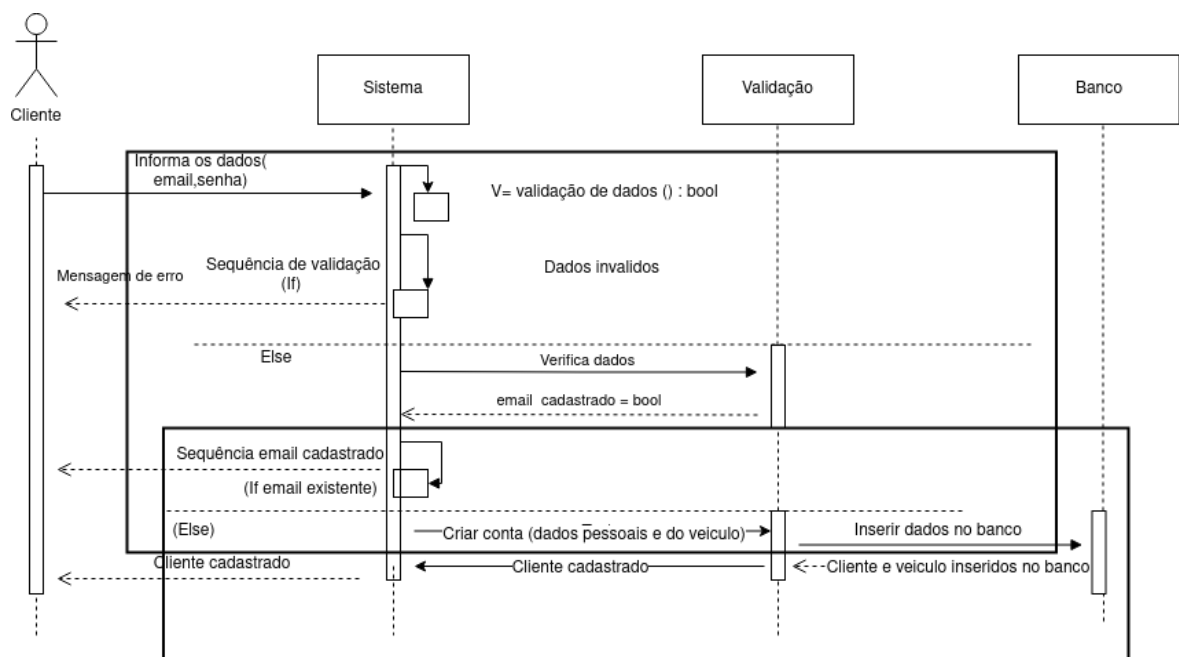 Cliente
Sistema
Validação
Banco
Informa os dados(
email,senha)
V= validação de dados () : bool
Sequência de validação
(If)
Dados invalidos
Mensagem de erro
Else
Verifica dados
email cadastrado = bool
Sequência email cadastrado
(If email existente)
(Else)
Criar conta (dados pessoais e do veiculo)
Inserir dados no banco
Cliente cadastrado
Cliente cadastrado
Cliente e veiculo inseridos no banco